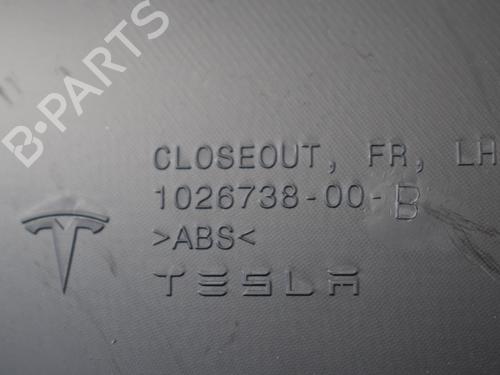 B-PARTS
CLOSEOUT, FR, LH
1026738-00-B
>ABS<
TESLA